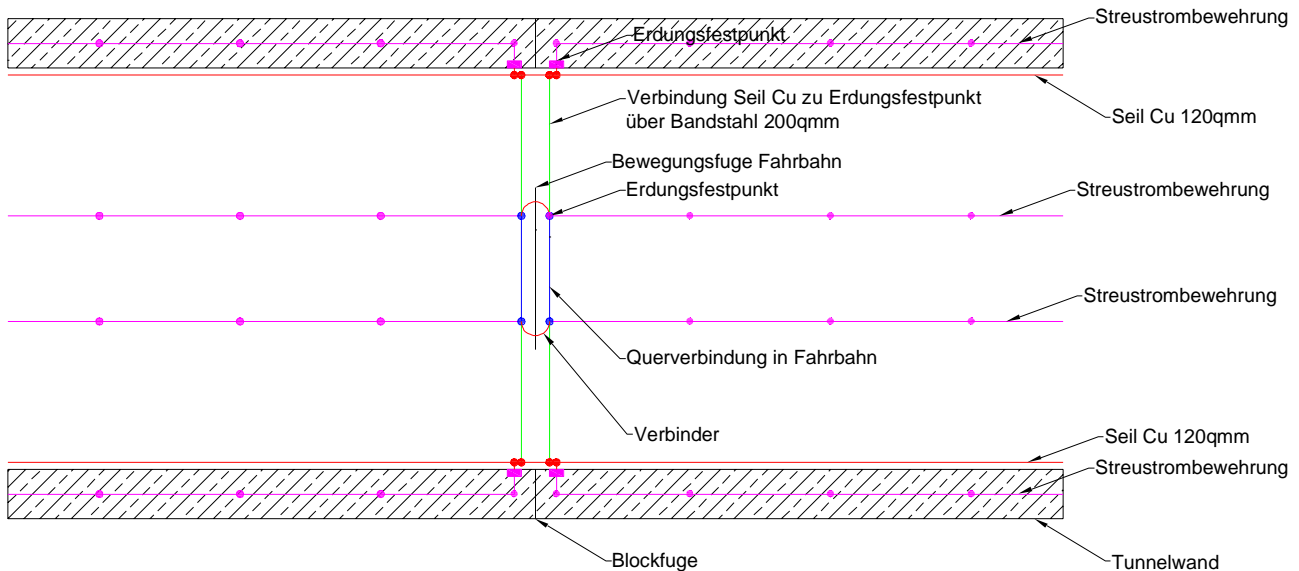 Streustrombewehrung
Erdungsfestpunkt
Verbindung Seil Cu zu Erdungsfestpunkt
über Bandstahl 200qmm
Seil Cu 120qmm
Bewegungsfuge Fahrbahn
Erdungsfestpunkt
Streustrombewehrung
Streustrombewehrung
Querverbindung in Fahrbahn
Verbinder
Seil Cu 120qmm
Streustrombewehrung
Blockfuge
Tunnelwand